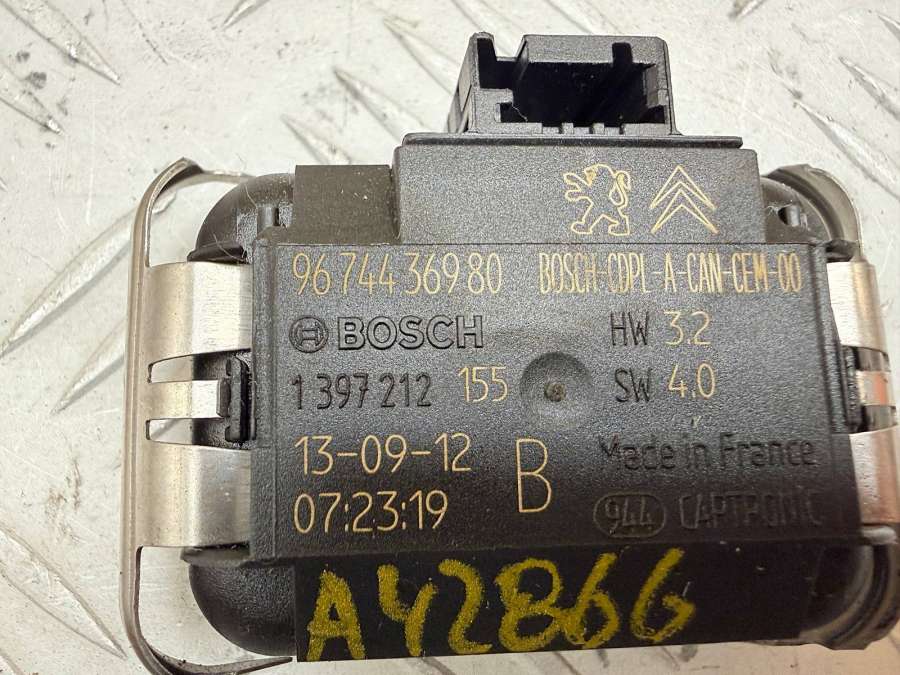 96 744 369 80 BOSCH-CDPL-A-CAN-CEM-00
BOSCH HW 3.2
1 397 212 155 SW 4.0
13-09-12 B Made in France
07:23:19 944 CAPTRONIC
A42866